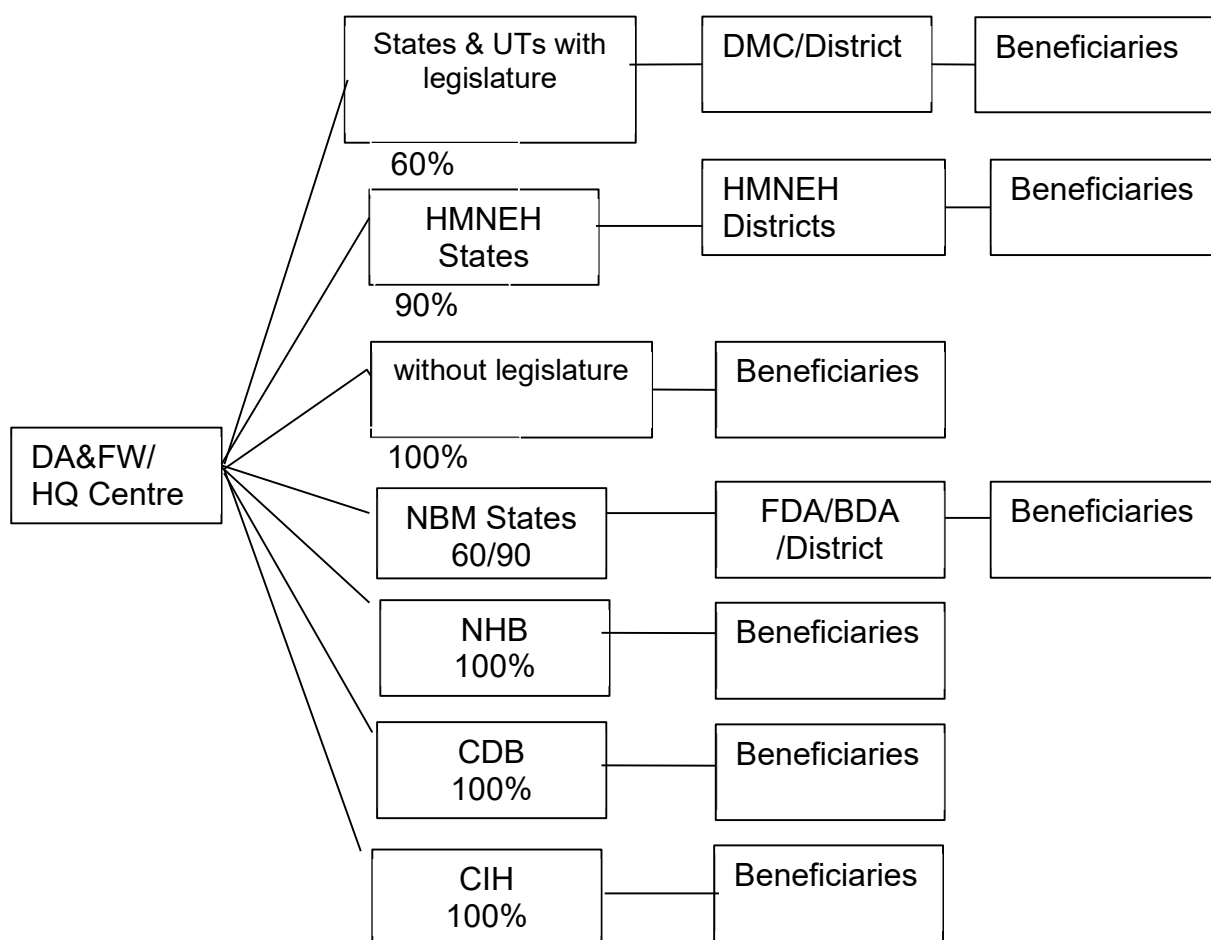 States & UTs with
legislature
DMC/District
Beneficiaries
60%
HMNEH
States
HMNEH
Districts
Beneficiaries
90%
without legislature
Beneficiaries
100%
DA&FW/
HQ Centre
NBM States
60/90
FDA/BDA
/District
Beneficiaries
NHB
100%
Beneficiaries
CDB
100%
Beneficiaries
CIH
100%
Beneficiaries